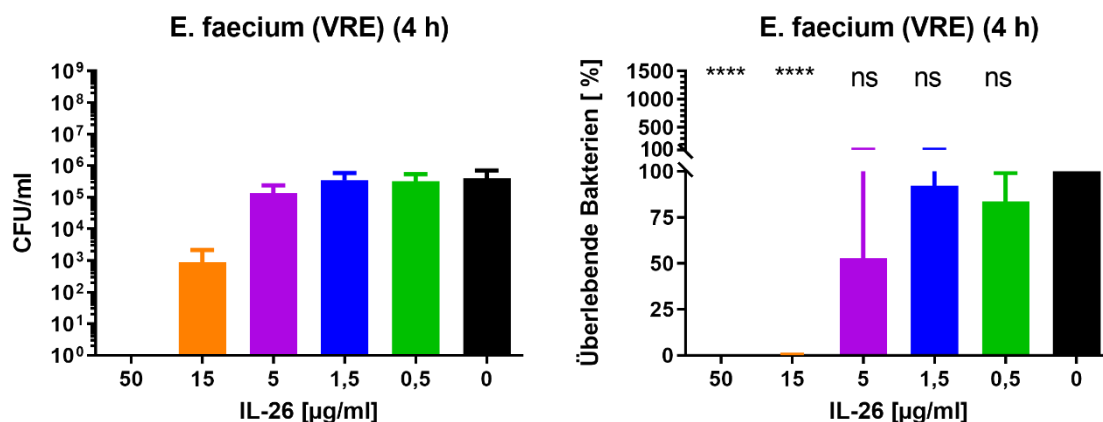 E. faecium (VRE) (4 h)
CFU/ml
10⁹
10⁸
10⁷
10⁶
10⁵
10⁴
10³
10²
10¹
10⁰
50 15 5 1,5 0,5 0
IL-26 [µg/ml]
E. faecium (VRE) (4 h)
Überlebende Bakterien [ %]
1500
1000
500
100
100
75
50
25
0
**** **** ns ns ns
50 15 5 1,5 0,5 0
IL-26 [µg/ml]